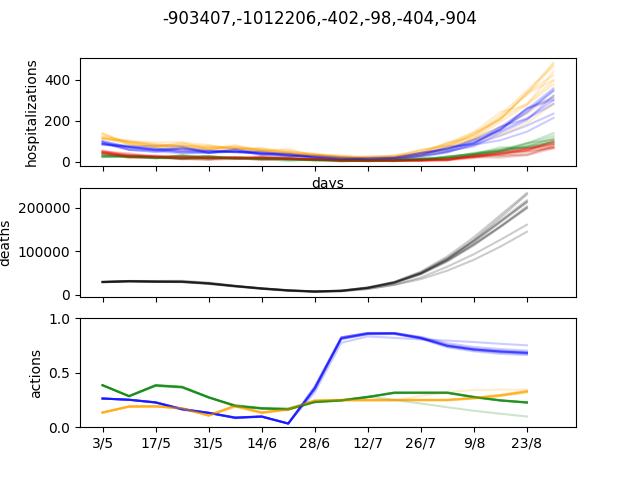 -903407,-1012206,-402,-98,-404,-904
hospitalizations
400
200
0
days
deaths
200000
100000
0
actions
1.0
0.5
0.0
3/5 17/5 31/5 14/6 28/6 12/7 26/7 9/8 23/8